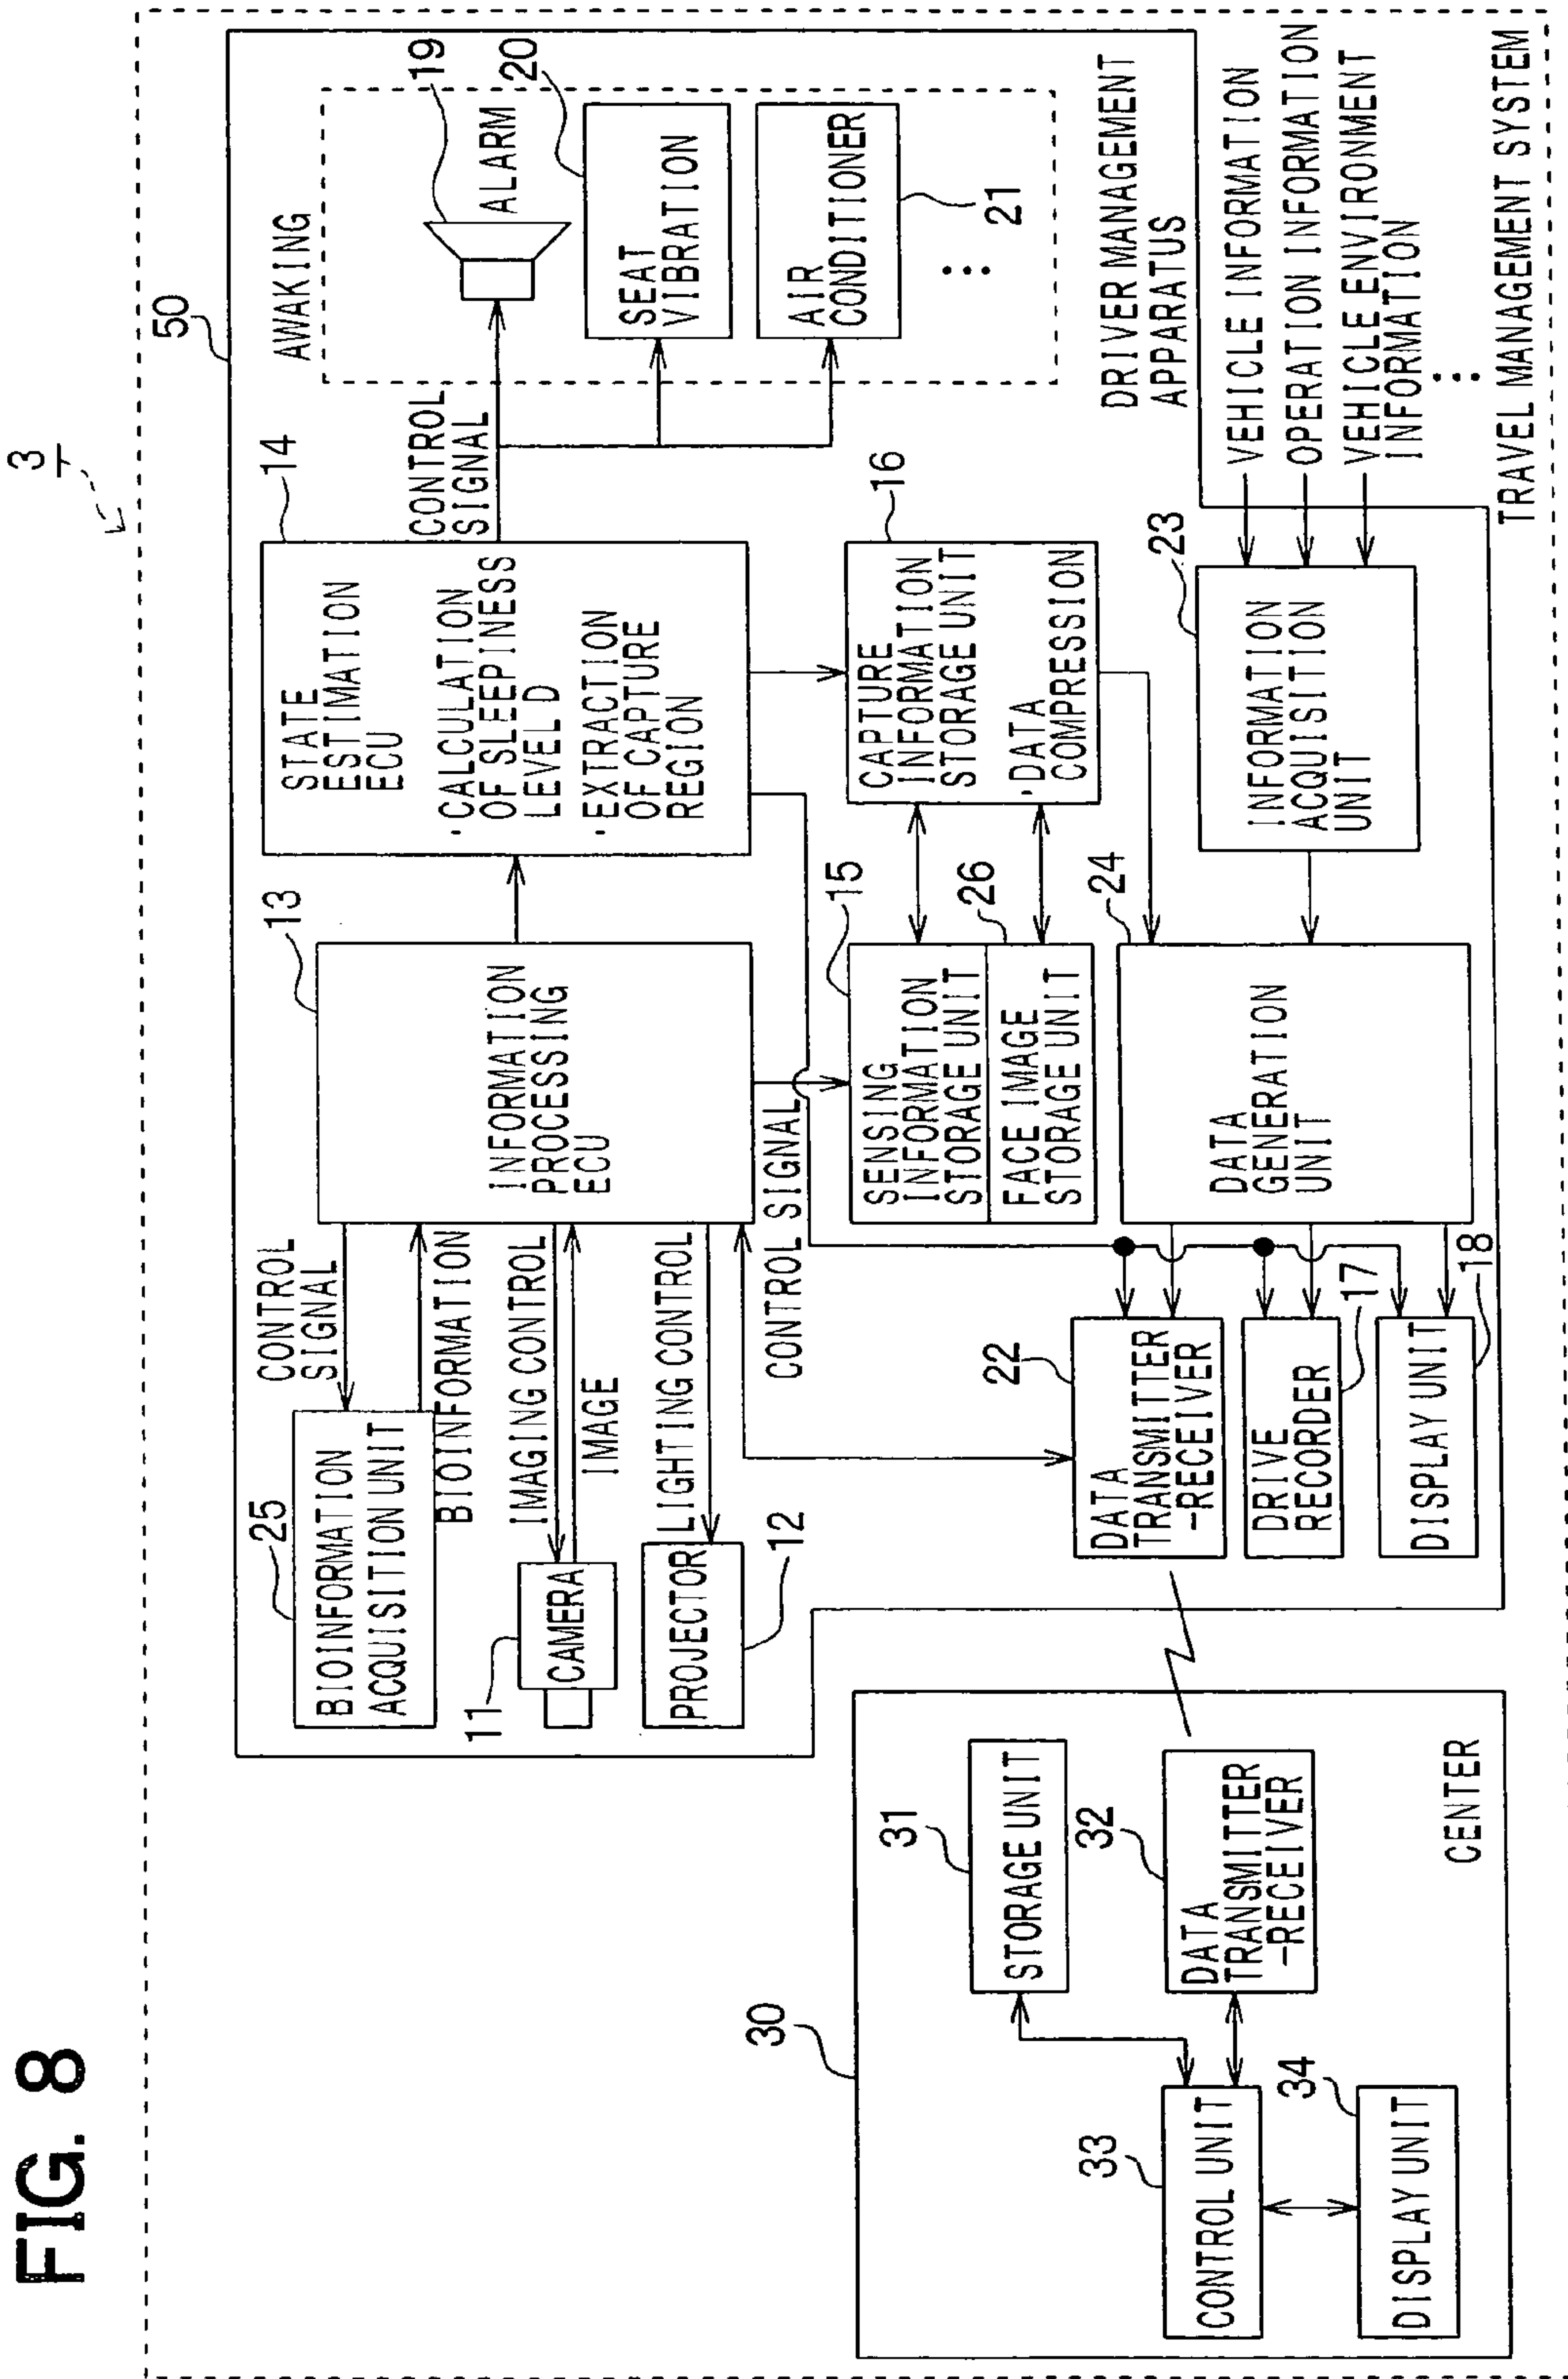 FIG. 8
3
50
25
BIOINFORMATION
ACQUISITION UNIT
CONTROL
SIGNAL
BIOINFORMATION
11
CAMERA
IMAGING CONTROL
IMAGE
PROJECTOR
12
LIGHTING CONTROL
CONTROL SIGNAL
13
INFORMATION
PROCESSING
ECU
14
STATE
ESTIMATION
ECU
·CALCULATION
OF SLEEPINESS
LEVEL D
·EXTRACTION
OF CAPTURE
REGION
CONTROL
SIGNAL
AWAKING
19
ALARM
20
SEAT
VIBRATION
AIR
CONDITIONER
21
15
SENSING
INFORMATION
STORAGE UNIT
26
FACE IMAGE
STORAGE UNIT
16
CAPTURE
INFORMATION
STORAGE UNIT
·DATA
COMPRESSION
DRIVER MANAGEMENT
APPARATUS
22
DATA
TRANSMITTER
-RECEIVER
DRIVE
RECORDER
17
DISPLAY UNIT
18
24
DATA
GENERATION
UNIT
23
INFORMATION
ACQUISITION
UNIT
VEHICLE INFORMATION
OPERATION INFORMATION
VEHICLE ENVIRONMENT
INFORMATION
TRAVEL MANAGEMENT SYSTEM
30
31
STORAGE UNIT
32
DATA
TRANSMITTER
-RECEIVER
33
CONTROL UNIT
34
DISPLAY UNIT
CENTER